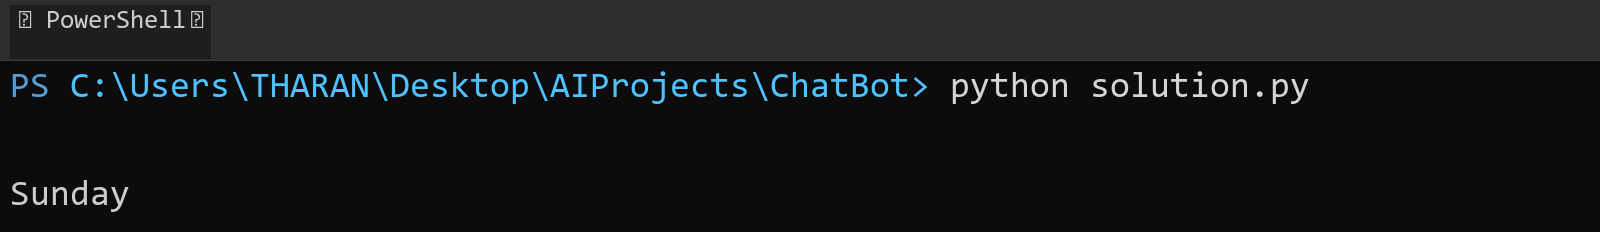 PowerShell
PS C:\Users\THARAN\Desktop\AIProjects\ChatBot> python solution.py
Sunday